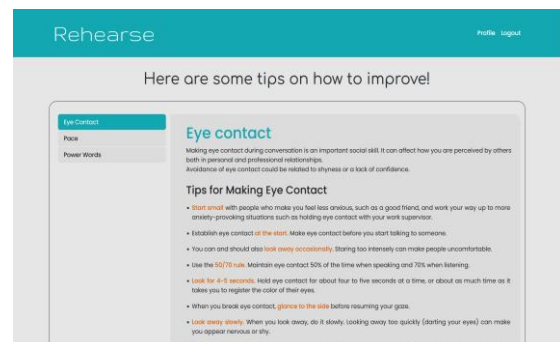 Rehearse
Profile Logout
Here are some tips on how to improve!
Eye Contact
Pace
Power Words
Eye contact
Making eye contact during conversation is an important social skill. It can affect how you are perceived by others
both in personal and professional relationships.
Avoidance of eye contact could be related to shyness or a lack of confidence.
Tips for Making Eye Contact
• Start small with people who make you feel less anxious, such as a good friend, and work your way up to more
anxiety-provoking situations such as holding eye contact with your work supervisor.
• Establish eye contact at the start. Make eye contact before you start talking to someone.
• You can and should also look away occasionally. Staring too intensely can make people uncomfortable.
• Use the 50/70 rule. Maintain eye contact 50% of the time when speaking and 70% when listening.
• Look for 4-5 seconds. Hold eye contact for about four to five seconds at a time, or about as much time as it
takes you to register the color of their eyes.
• When you break eye contact, glance to the side before resuming your gaze.
• Look away slowly. When you look away, do it slowly. Looking away too quickly (darting your eyes) can make
you appear nervous or shy.